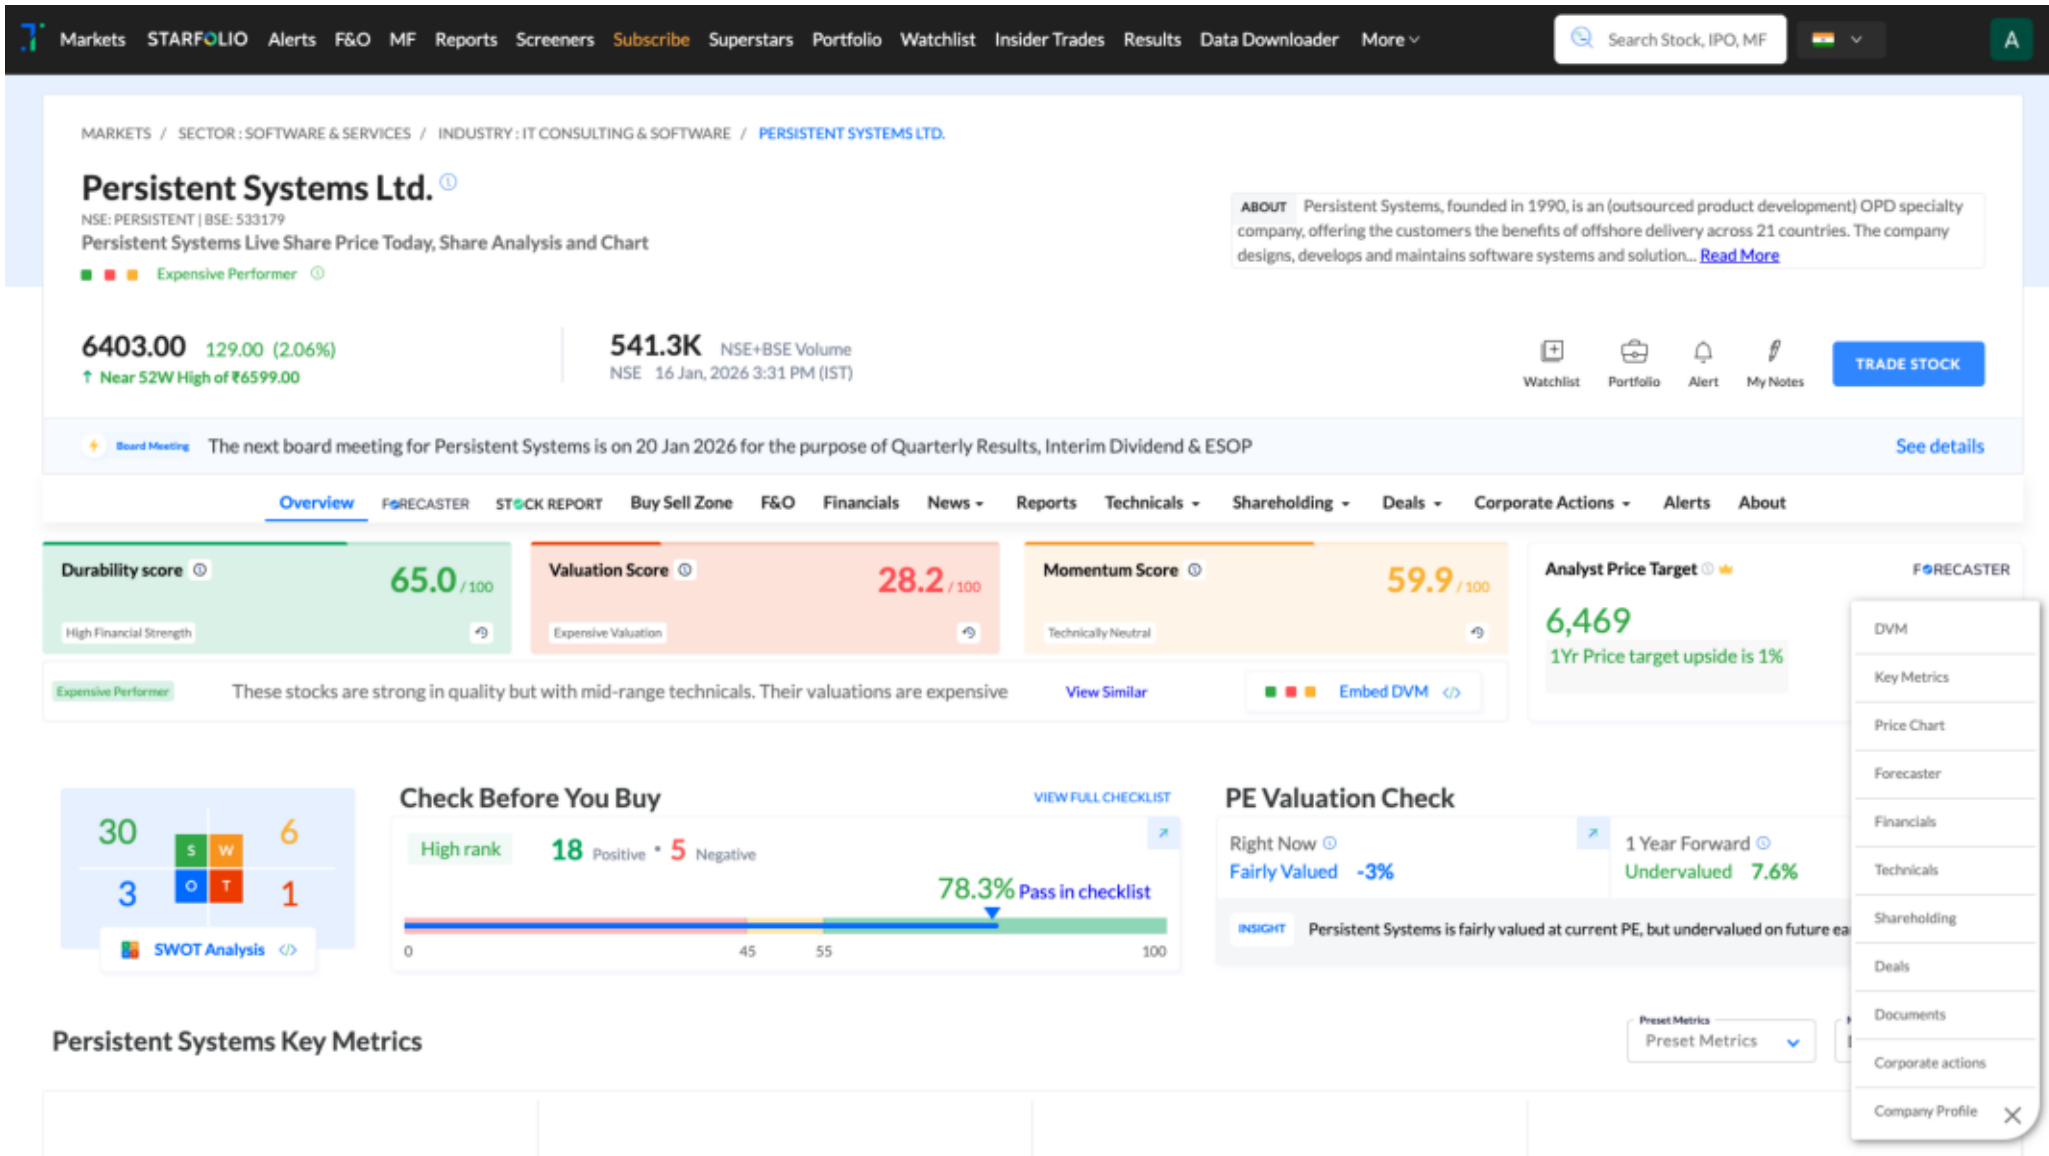 Markets STARFOLIO Alerts F&O MF Reports Screeners Subscribe Superstars Portfolio Watchlist Insider Trades Results Data Downloader More Search Stock, IPO, MF A
MARKETS / SECTOR : SOFTWARE & SERVICES / INDUSTRY : IT CONSULTING & SOFTWARE / PERSISTENT SYSTEMS LTD.
Persistent Systems Ltd.
NSE: PERSISTENT | BSE: 533179
Persistent Systems Live Share Price Today, Share Analysis and Chart
Expensive Performer
ABOUT Persistent Systems, founded in 1990, is an (outsourced product development) OPD specialty
company, offering the customers the benefits of offshore delivery across 21 countries. The company
designs, develops and maintains software systems and solution... Read More
6403.00 129.00 (2.06%)
↑ Near 52W High of ₹6599.00
541.3K NSE+BSE Volume
NSE 16 Jan, 2026 3:31 PM (IST)
Watchlist Portfolio Alert My Notes TRADE STOCK
Board Meeting The next board meeting for Persistent Systems is on 20 Jan 2026 for the purpose of Quarterly Results, Interim Dividend & ESOP See details
Overview FORECASTER STOCK REPORT Buy Sell Zone F&O Financials News Reports Technicals Shareholding Deals Corporate Actions Alerts About
Durability score 65.0 / 100
High Financial Strength
Valuation Score 28.2 / 100
Expensive Valuation
Momentum Score 59.9 / 100
Technically Neutral
Analyst Price Target FORECASTER
6,469
1Yr Price target upside is 1%
Expensive Performer These stocks are strong in quality but with mid-range technicals. Their valuations are expensive View Similar Embed DVM </>
30 6
S W
O T
3 1
SWOT Analysis </>
Check Before You Buy VIEW FULL CHECKLIST
High rank 18 Positive * 5 Negative
78.3% Pass in checklist
0 45 55 100
PE Valuation Check
Right Now
Fairly Valued -3%
1 Year Forward
Undervalued 7.6%
INSIGHT Persistent Systems is fairly valued at current PE, but undervalued on future ea
Persistent Systems Key Metrics
Preset Metrics
Preset Metrics
DVM
Key Metrics
Price Chart
Forecaster
Financials
Technicals
Shareholding
Deals
Documents
Corporate actions
Company Profile